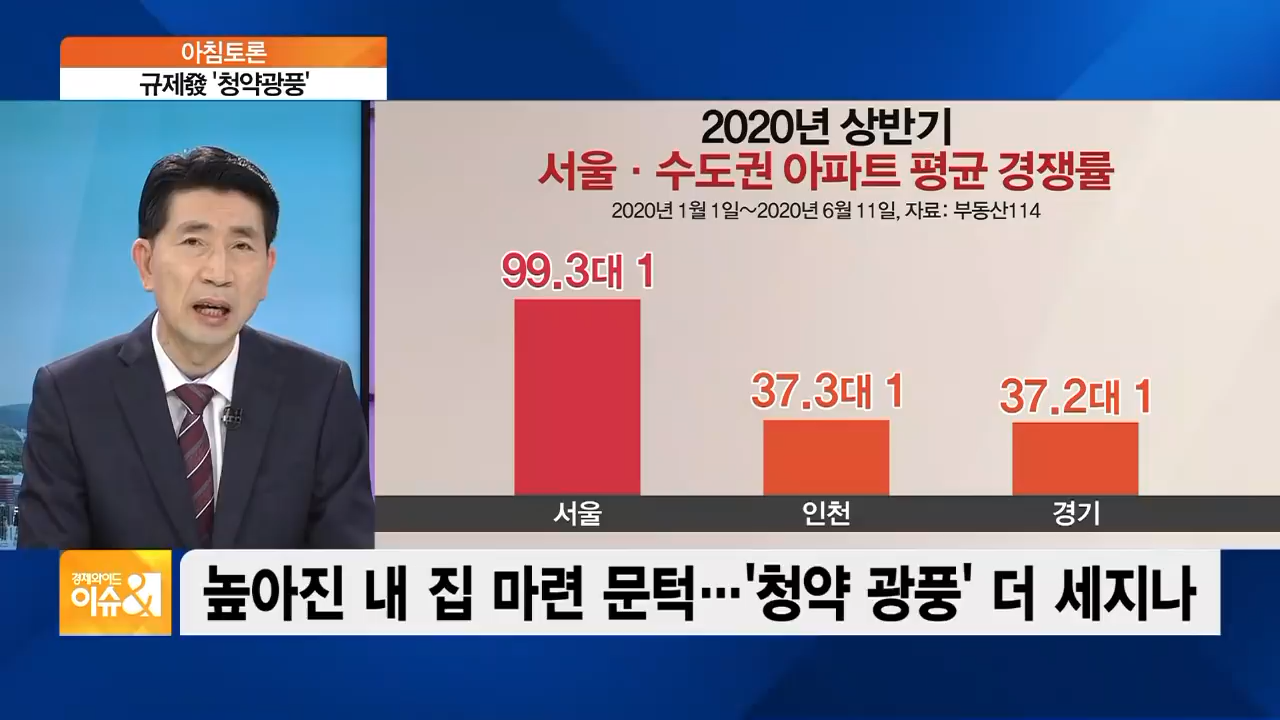 아침토론
규제發 '청약광풍'
2020년 상반기
서울·수도권 아파트 평균 경쟁률
2020년 1월 1일~2020년 6월 11일, 자료: 부동산114
99.3대 1
37.3대 1
37.2대 1
서울
인천
경기
경제와이드
이슈&
높아진 내 집 마련 문턱…'청약 광풍' 더 세지나